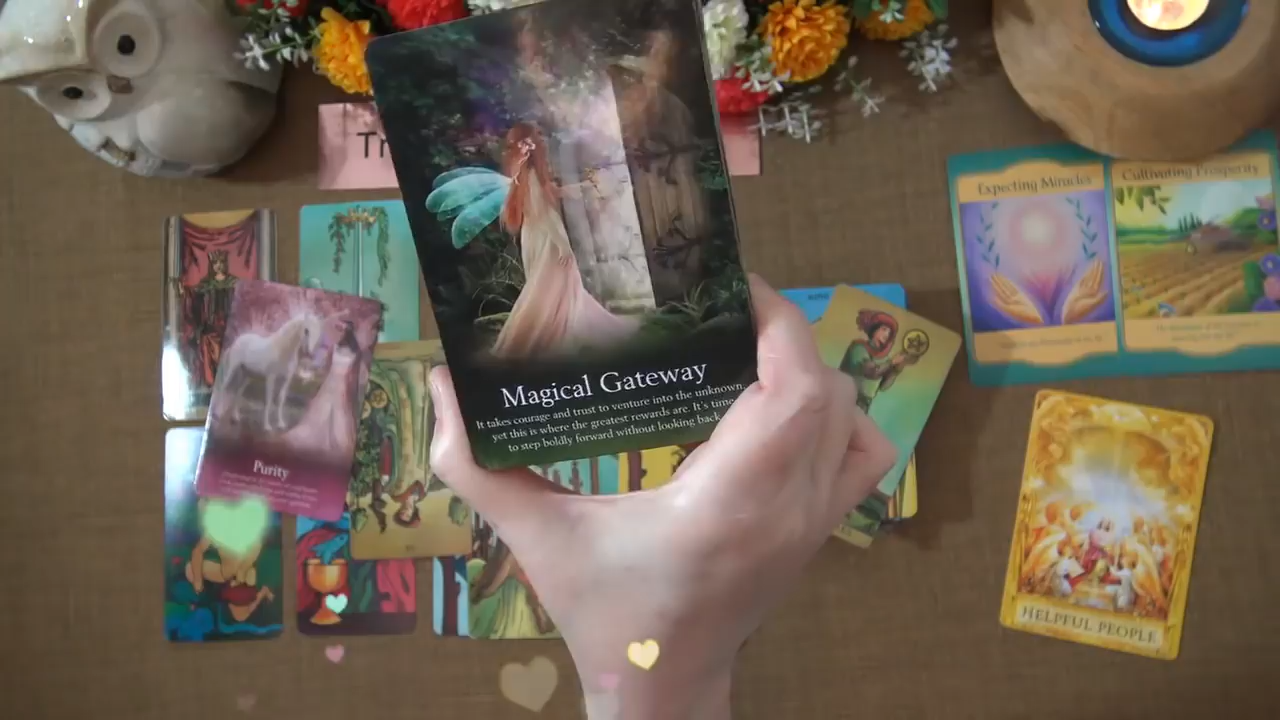 Tr
Expecting Miracles
Cultivating Prosperity
Magical Gateway
It takes courage and trust to venture into the unknown,
yet this is where the greatest rewards are. It's time
to step boldly forward without looking back
Purity
HELPFUL PEOPLE